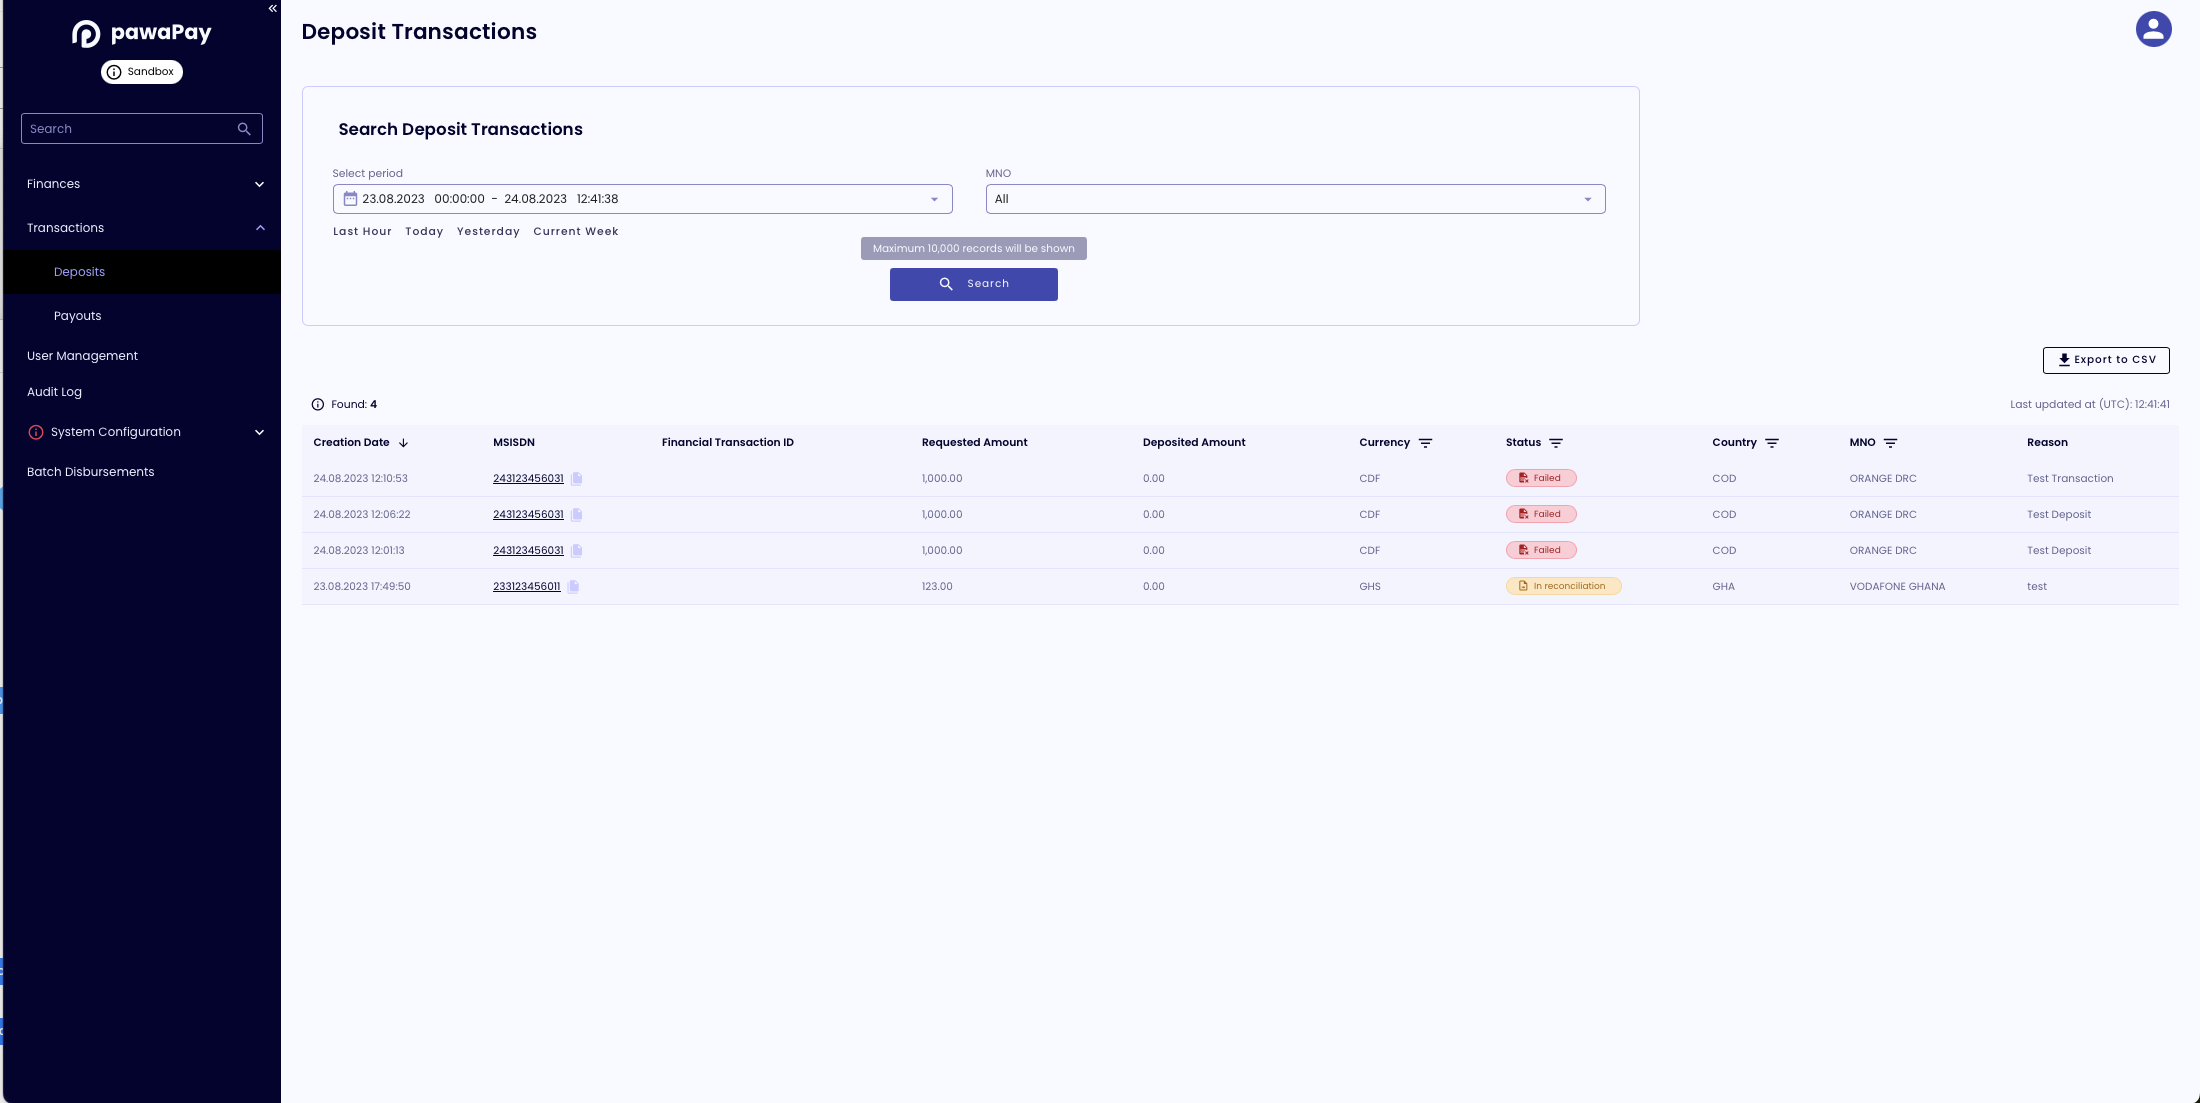 pawaPay
Sandbox
Search
Finances
Transactions
Deposits
Payouts
User Management
Audit Log
System Configuration
Batch Disbursements
Deposit Transactions
Search Deposit Transactions
Select period
23.08.2023 00:00:00 - 24.08.2023 12:41:38
Last Hour Today Yesterday Current Week
MNO
All
Maximum 10,000 records will be shown
Search
Export to CSV
Found: 4
Last updated at (UTC): 12:41:41
Creation Date MSISDN Financial Transaction ID Requested Amount Deposited Amount Currency Status Country MNO Reason
24.08.2023 12:10:53 243123456031 1,000.00 0.00 CDF Failed COD ORANGE DRC Test Transaction
24.08.2023 12:06:22 243123456031 1,000.00 0.00 CDF Failed COD ORANGE DRC Test Deposit
24.08.2023 12:01:13 243123456031 1,000.00 0.00 CDF Failed COD ORANGE DRC Test Deposit
23.08.2023 17:49:50 233123456011 123.00 0.00 GHS In reconciliation GHA VODAFONE GHANA test